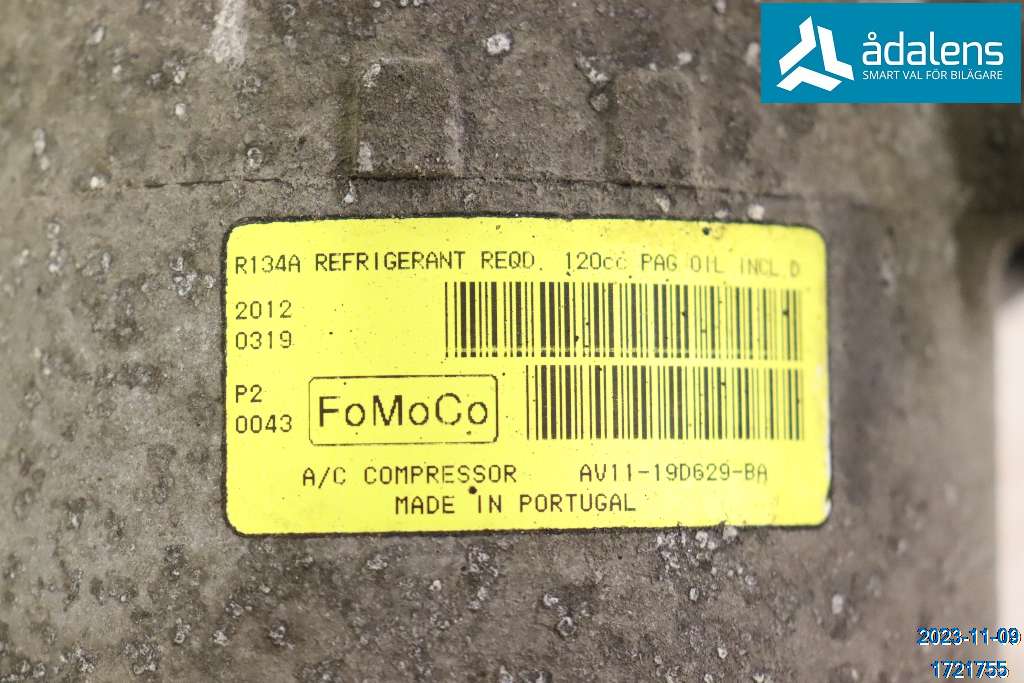 ådalens
SMART VAL FÖR BILÄGARE
R134A REFRIGERANT REQD. 120cc PAG OIL INCL.D
2012
0319
P2
0043
FoMoCo
A/C COMPRESSOR AV11-19D629-BA
MADE IN PORTUGAL
2023-11-09
1721755